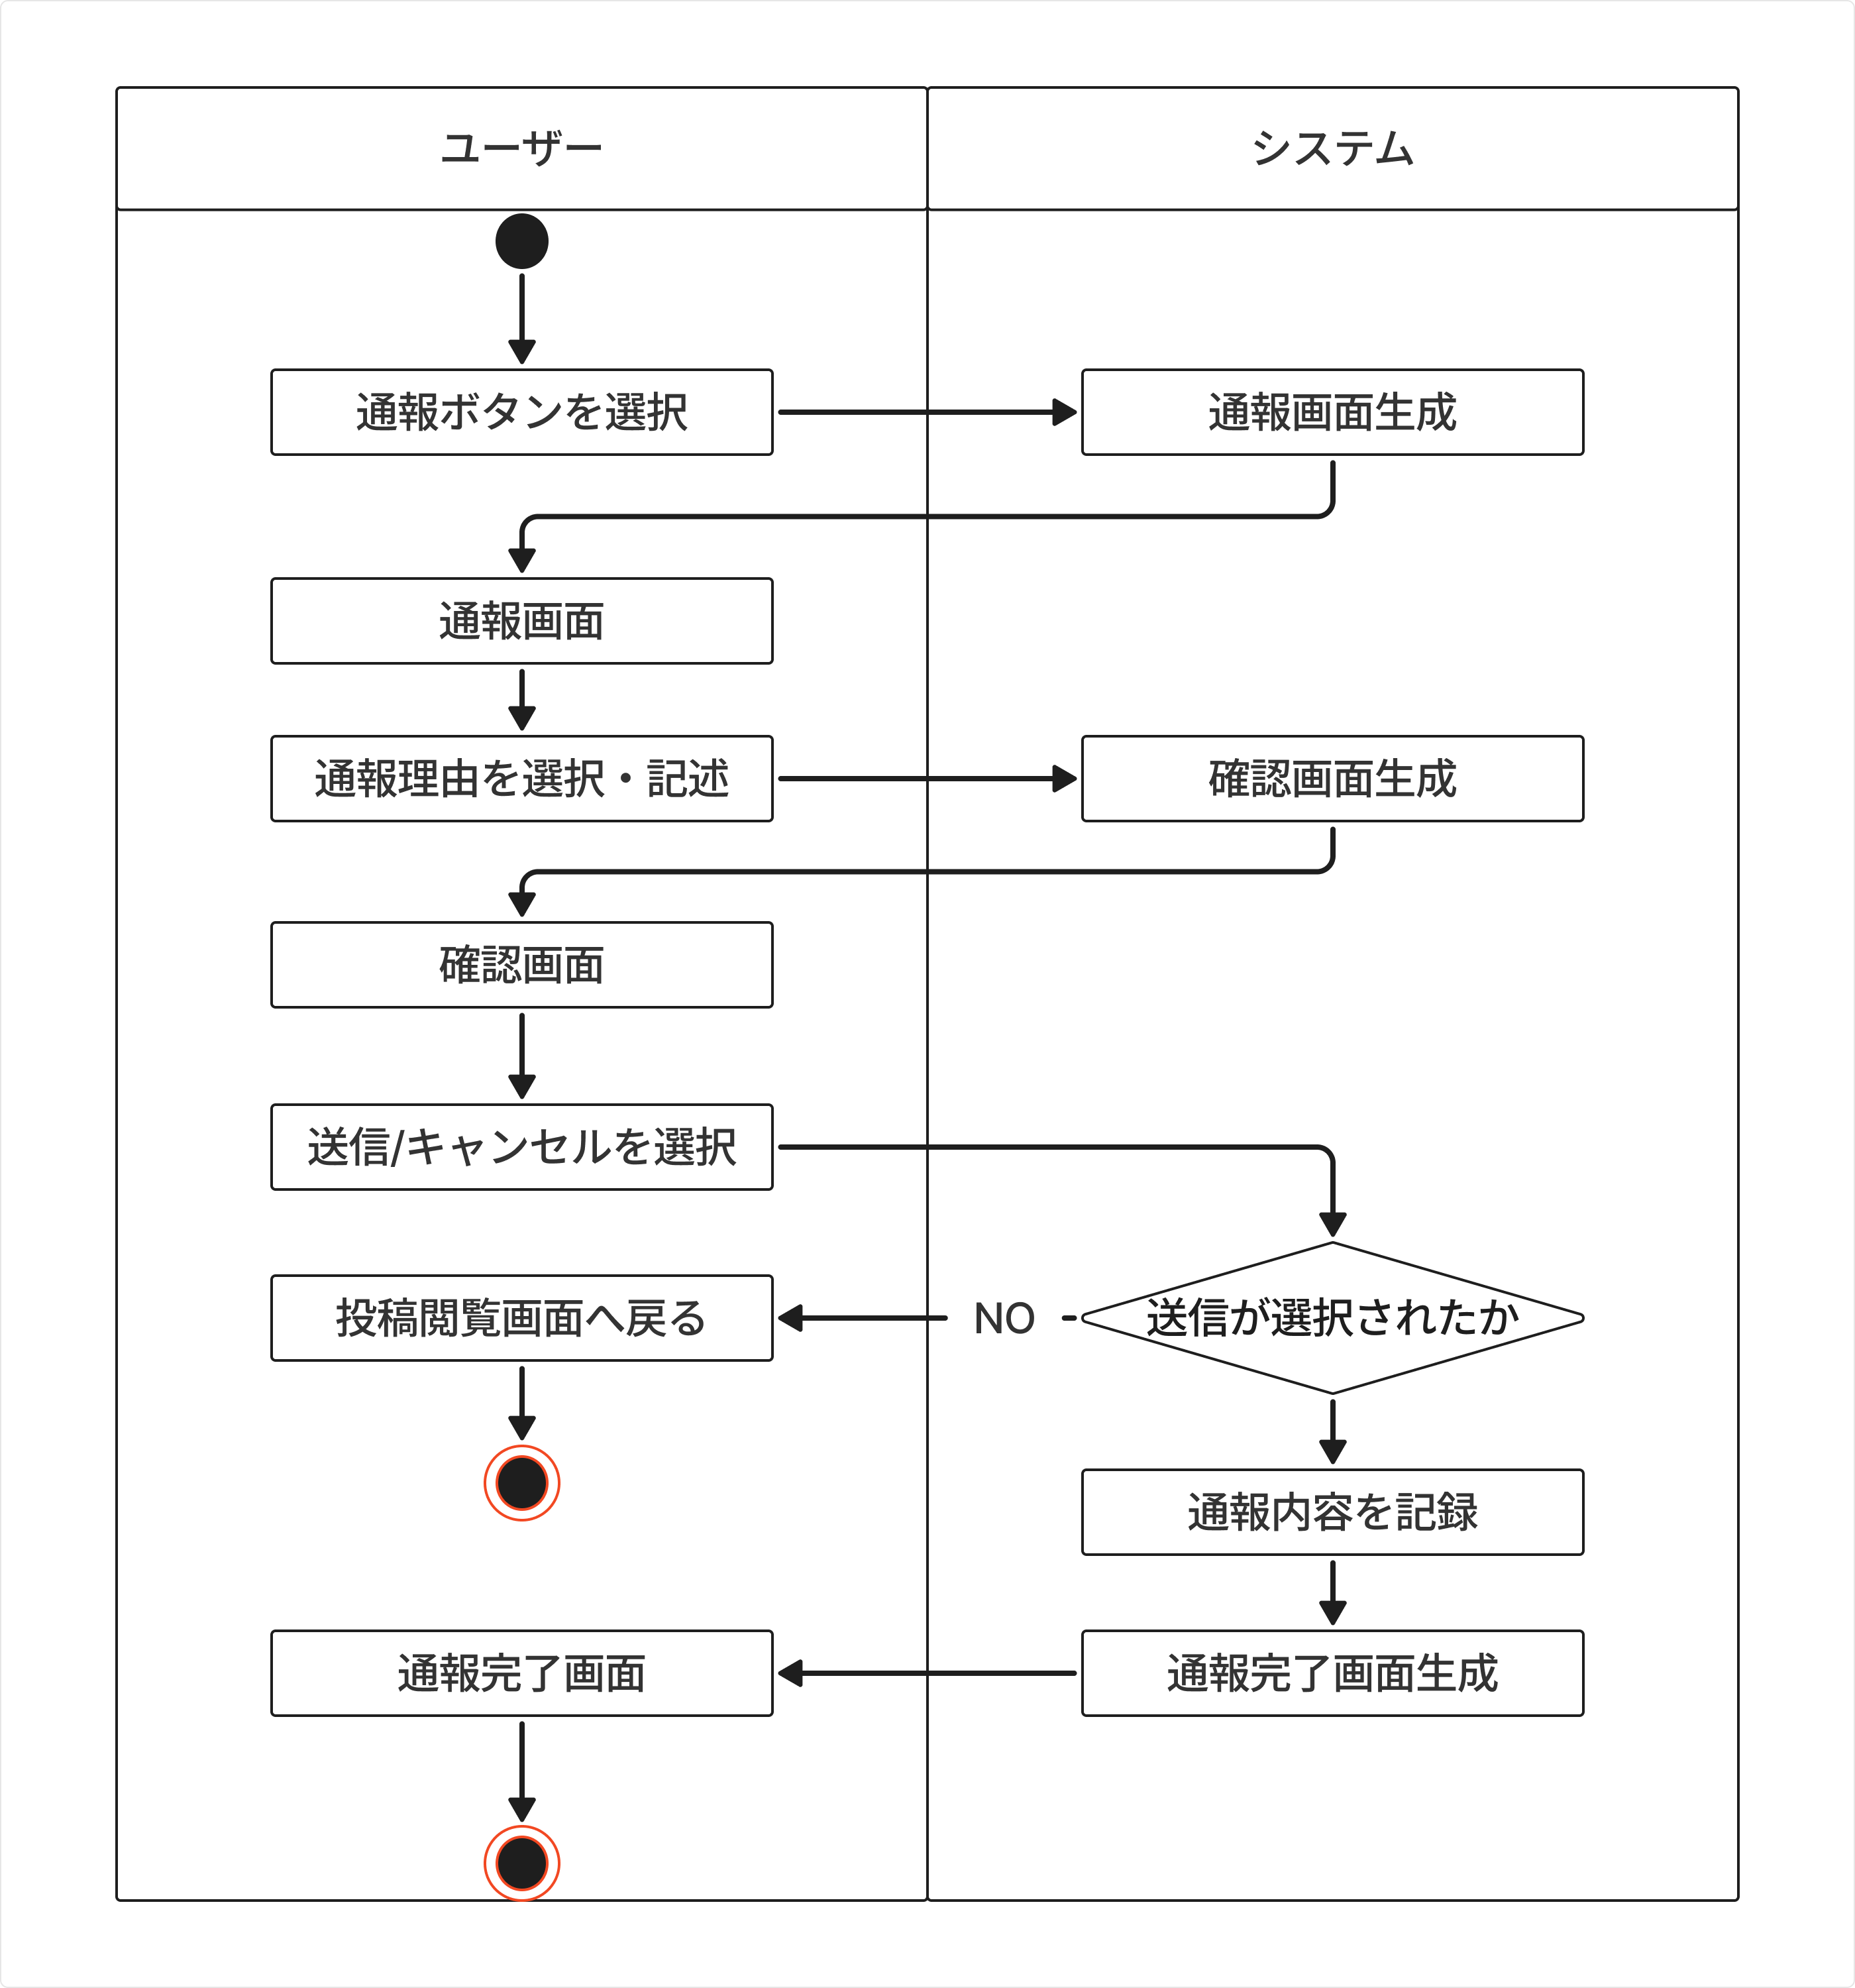 ユーザー
システム
通報ボタンを選択
通報画面生成
通報画面
通報理由を選択・記述
確認画面生成
確認画面
送信/キャンセルを選択
投稿閲覧画面へ戻る
NO
送信が選択されたか
通報内容を記録
通報完了画面
通報完了画面生成